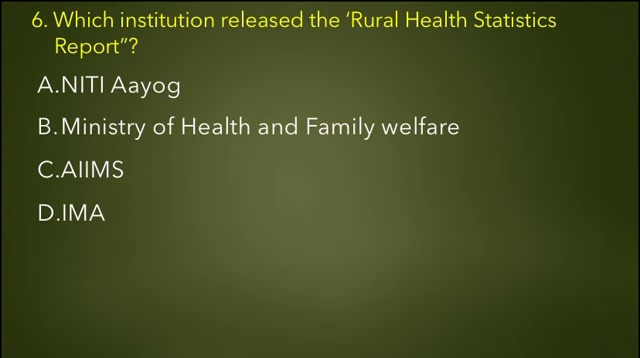 6. Which institution released the ‘Rural Health Statistics
Report”?
A.NITI Aayog
B.Ministry of Health and Family welfare
C.AIIMS
D.IMA